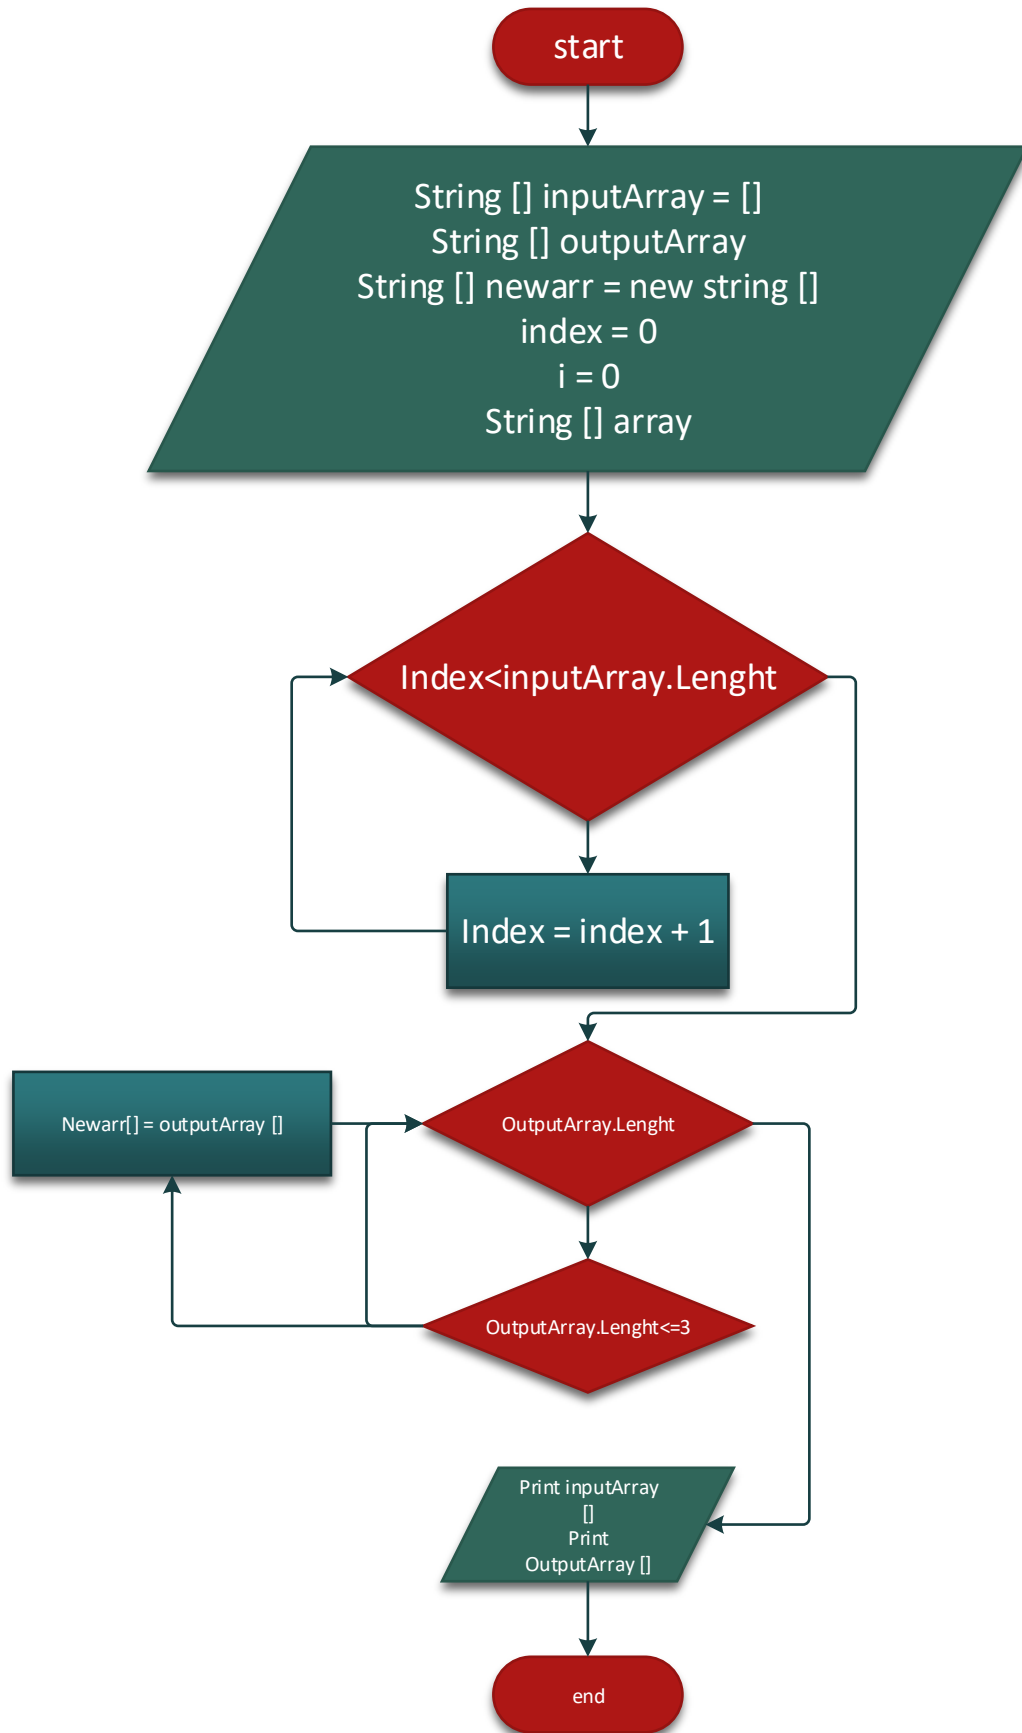 start
String [] inputArray = []
String [] outputArray
String [] newarr = new string []
index = 0
i = 0
String [] array
Index<inputArray.Lenght
Index = index + 1
Newarr[] = outputArray []
OutputArray.Lenght
OutputArray.Lenght<=3
Print inputArray
[]
Print
OutputArray []
end